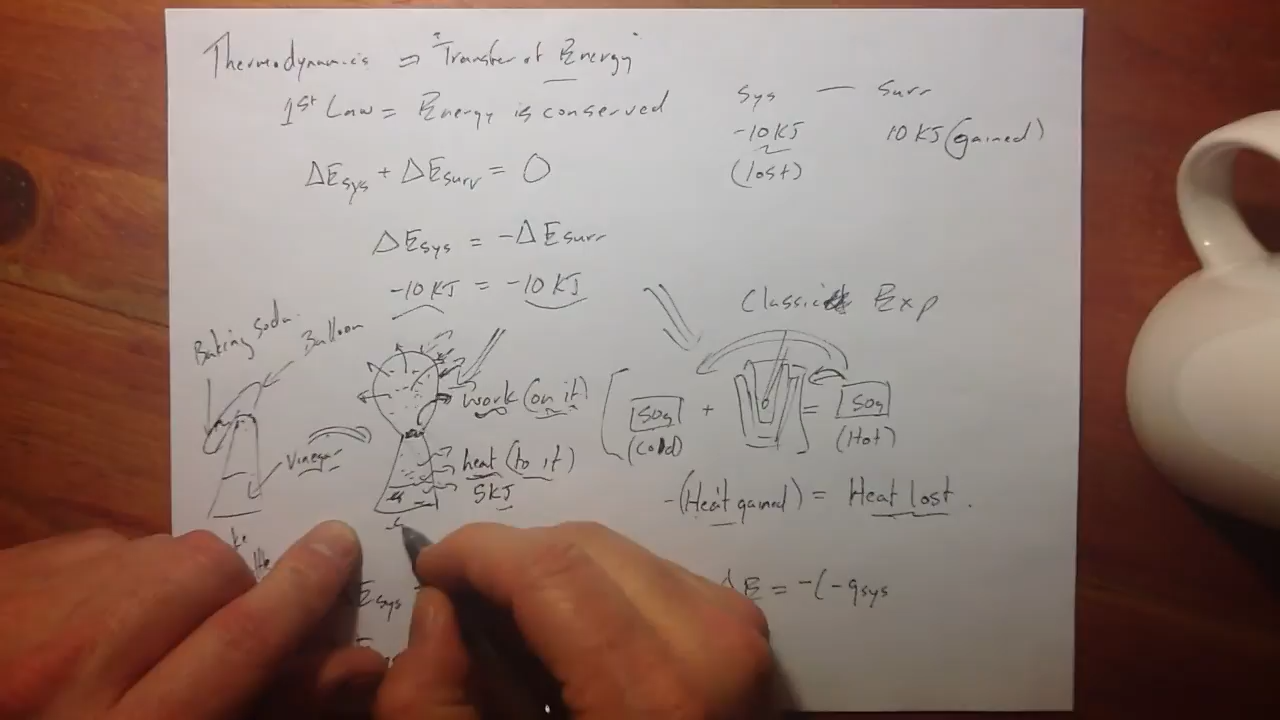 Thermodynamics ⇒ "Transfer of Energy"
1st Law = Energy is conserved
sys — surr
-10 KJ 10 KJ (gained)
(lost)
ΔEsys + ΔEsurr = 0
ΔEsys = -ΔEsurr
-10 KJ = -10 KJ
Classic Exp
Baking Soda
Balloon
Vinegar
work (on it)
heat (to it)
5KJ
50g + = 50g
(Cold) (Hot)
-(Heat gained) = Heat lost.
Esys
E = -(-qsys